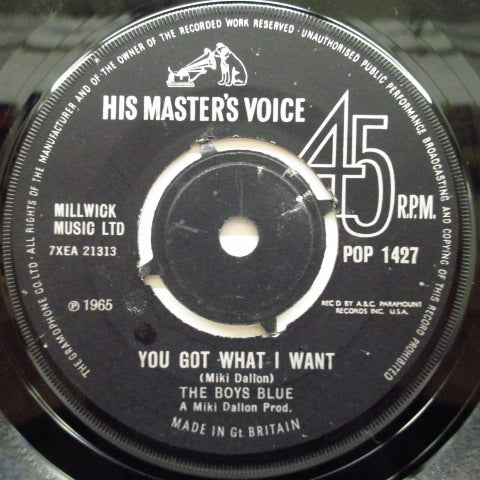 THE GRAMOPHONE CO.LTD · ALL RIGHTS OF THE MANUFACTURER AND OF THE OWNER OF THE RECORDED WORK RESERVED · UNAUTHORISED PUBLIC PERFORMANCE BROADCASTING AND COPYING OF THIS RECORD PROHIBITED
HIS MASTER'S VOICE
45
R.P.M.
MILLWICK
MUSIC LTD
7XEA 21313
POP 1427
℗ 1965
REC'D BY A.B.C. PARAMOUNT
RECORDS INC. U.S.A.
YOU GOT WHAT I WANT
(Miki Dallon)
THE BOYS BLUE
A Miki Dallon Prod.
MADE IN Gt. BRITAIN